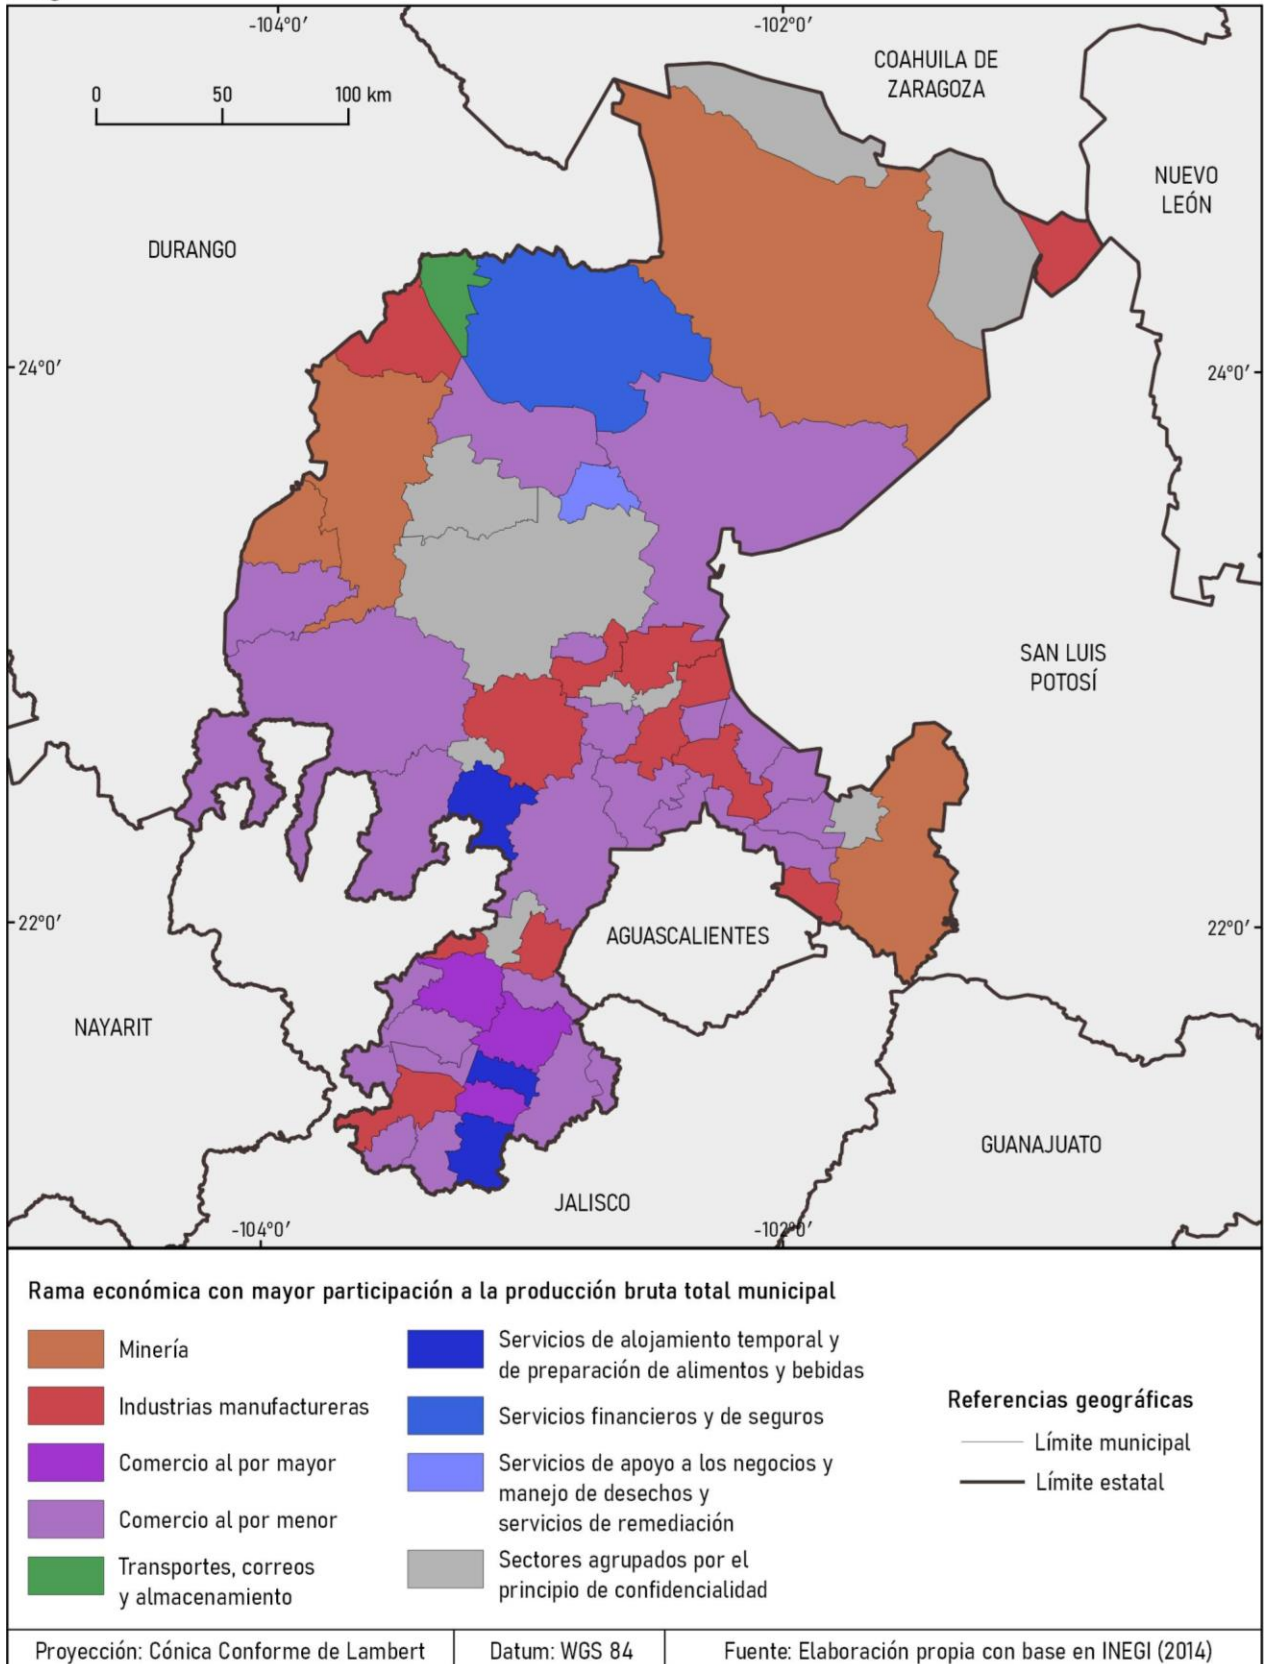 -104°0'
-102°0'
0 50 100 km
COAHUILA DE
ZARAGOZA
NUEVO
LEÓN
DURANGO
24°0'
24°0'
SAN LUIS
POTOSÍ
22°0'
22°0'
AGUASCALIENTES
NAYARIT
GUANAJUATO
JALISCO
-104°0'
-102°0'
Rama económica con mayor participación a la producción bruta total municipal
Minería
Industrias manufactureras
Comercio al por mayor
Comercio al por menor
Transportes, correos
y almacenamiento
Servicios de alojamiento temporal y
de preparación de alimentos y bebidas
Servicios financieros y de seguros
Servicios de apoyo a los negocios y
manejo de desechos y
servicios de remediación
Sectores agrupados por el
principio de confidencialidad
Referencias geográficas
Límite municipal
Límite estatal
Proyección: Cónica Conforme de Lambert
Datum: WGS 84
Fuente: Elaboración propia con base en INEGI (2014)